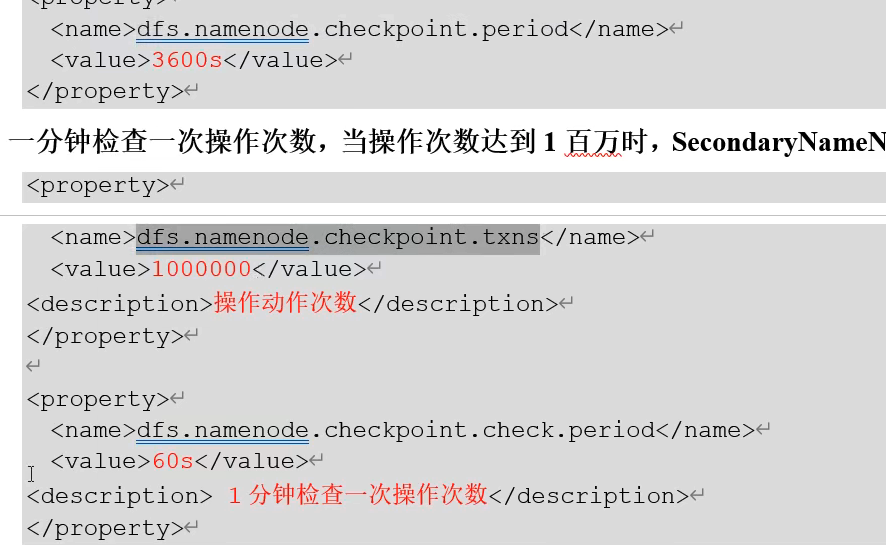 <property>
<name>dfs.namenode.checkpoint.period</name>
<value>3600s</value>
</property>
一分钟检查一次操作次数，当操作次数达到 1 百万时，SecondaryNameN
<property>
<name>dfs.namenode.checkpoint.txns</name>
<value>1000000</value>
<description>操作动作次数</description>
</property>
<property>
<name>dfs.namenode.checkpoint.check.period</name>
<value>60s</value>
<description> 1 分钟检查一次操作次数</description>
</property>